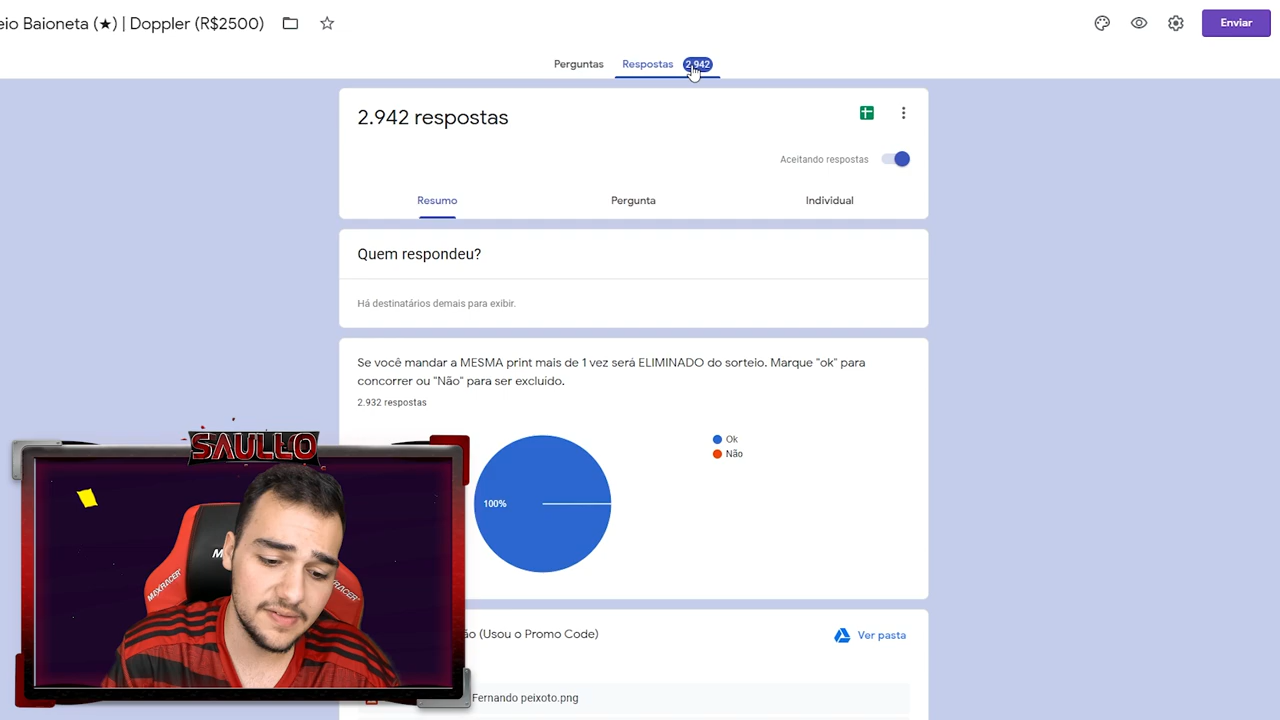 eio Baioneta (★) | Doppler (R$2500)
Enviar
Perguntas
Respostas
2.942
2.942 respostas
Aceitando respostas
Resumo
Pergunta
Individual
Quem respondeu?
Há destinatários demais para exibir.
Se você mandar a MESMA print mais de 1 vez será ELIMINADO do sorteio. Marque "ok" para
concorrer ou "Não" para ser excluido.
2.932 respostas
Ok
Não
100%
SAULLO
MAXRACER
ão (Usou o Promo Code)
Ver pasta
Fernando peixoto.png